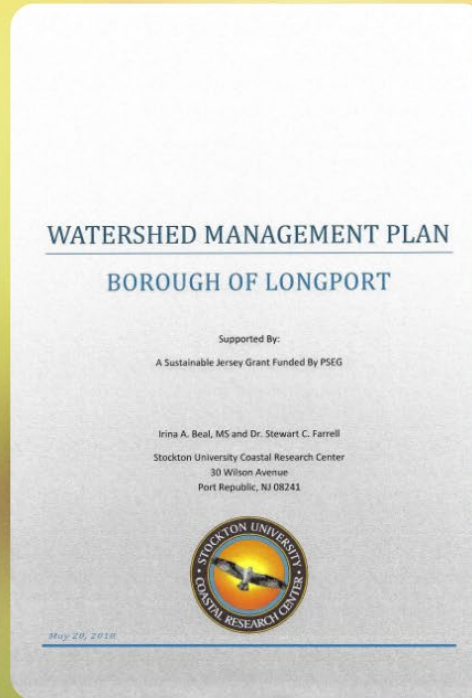 WATERSHED MANAGEMENT PLAN
BOROUGH OF LONGPORT
Supported By:
A Sustainable Jersey Grant Funded By PSEG
Irina A. Beal, MS and Dr. Stewart C. Farrell
Stockton University Coastal Research Center
30 Wilson Avenue
Port Republic, NJ 08241
STOCKTON UNIVERSITY
COASTAL RESEARCH CENTER
May 20,